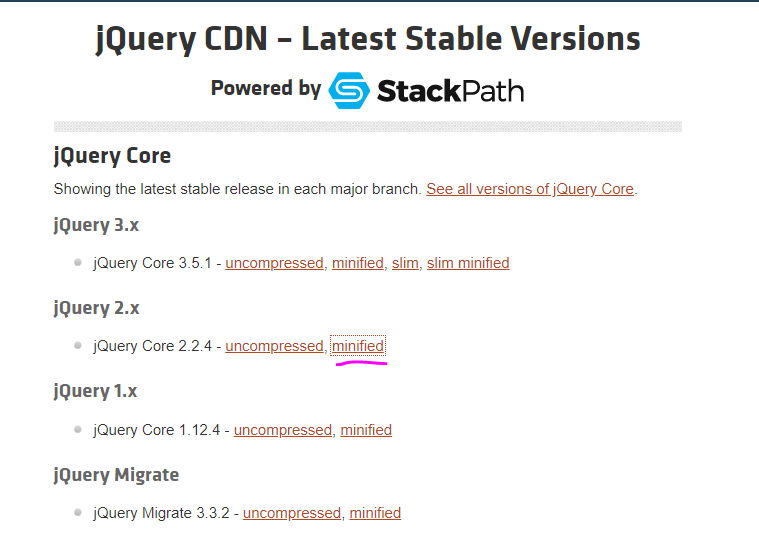 jQuery CDN – Latest Stable Versions
Powered by StackPath
jQuery Core
Showing the latest stable release in each major branch. See all versions of jQuery Core.
jQuery 3.x
jQuery Core 3.5.1 - uncompressed, minified, slim, slim minified
jQuery 2.x
jQuery Core 2.2.4 - uncompressed, minified
jQuery 1.x
jQuery Core 1.12.4 - uncompressed, minified
jQuery Migrate
jQuery Migrate 3.3.2 - uncompressed, minified